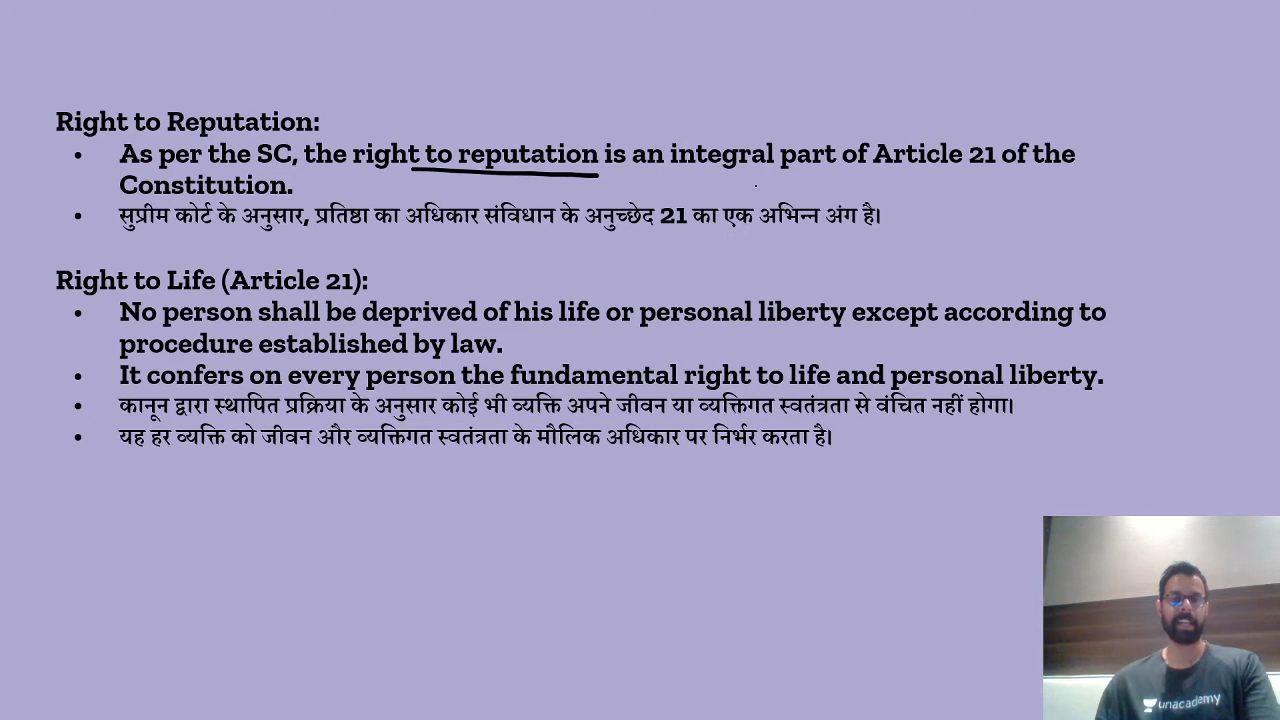 Right to Reputation:
• As per the SC, the right to reputation is an integral part of Article 21 of the
Constitution.
• सुप्रीम कोर्ट के अनुसार, प्रतिष्ठा का अधिकार संविधान के अनुच्छेद 21 का एक अभिन्न अंग है।
Right to Life (Article 21):
• No person shall be deprived of his life or personal liberty except according to
procedure established by law.
• It confers on every person the fundamental right to life and personal liberty.
• कानून द्वारा स्थापित प्रक्रिया के अनुसार कोई भी व्यक्ति अपने जीवन या व्यक्तिगत स्वतंत्रता से वंचित नहीं होगा।
• यह हर व्यक्ति को जीवन और व्यक्तिगत स्वतंत्रता के मौलिक अधिकार पर निर्भर करता है।
unacademy